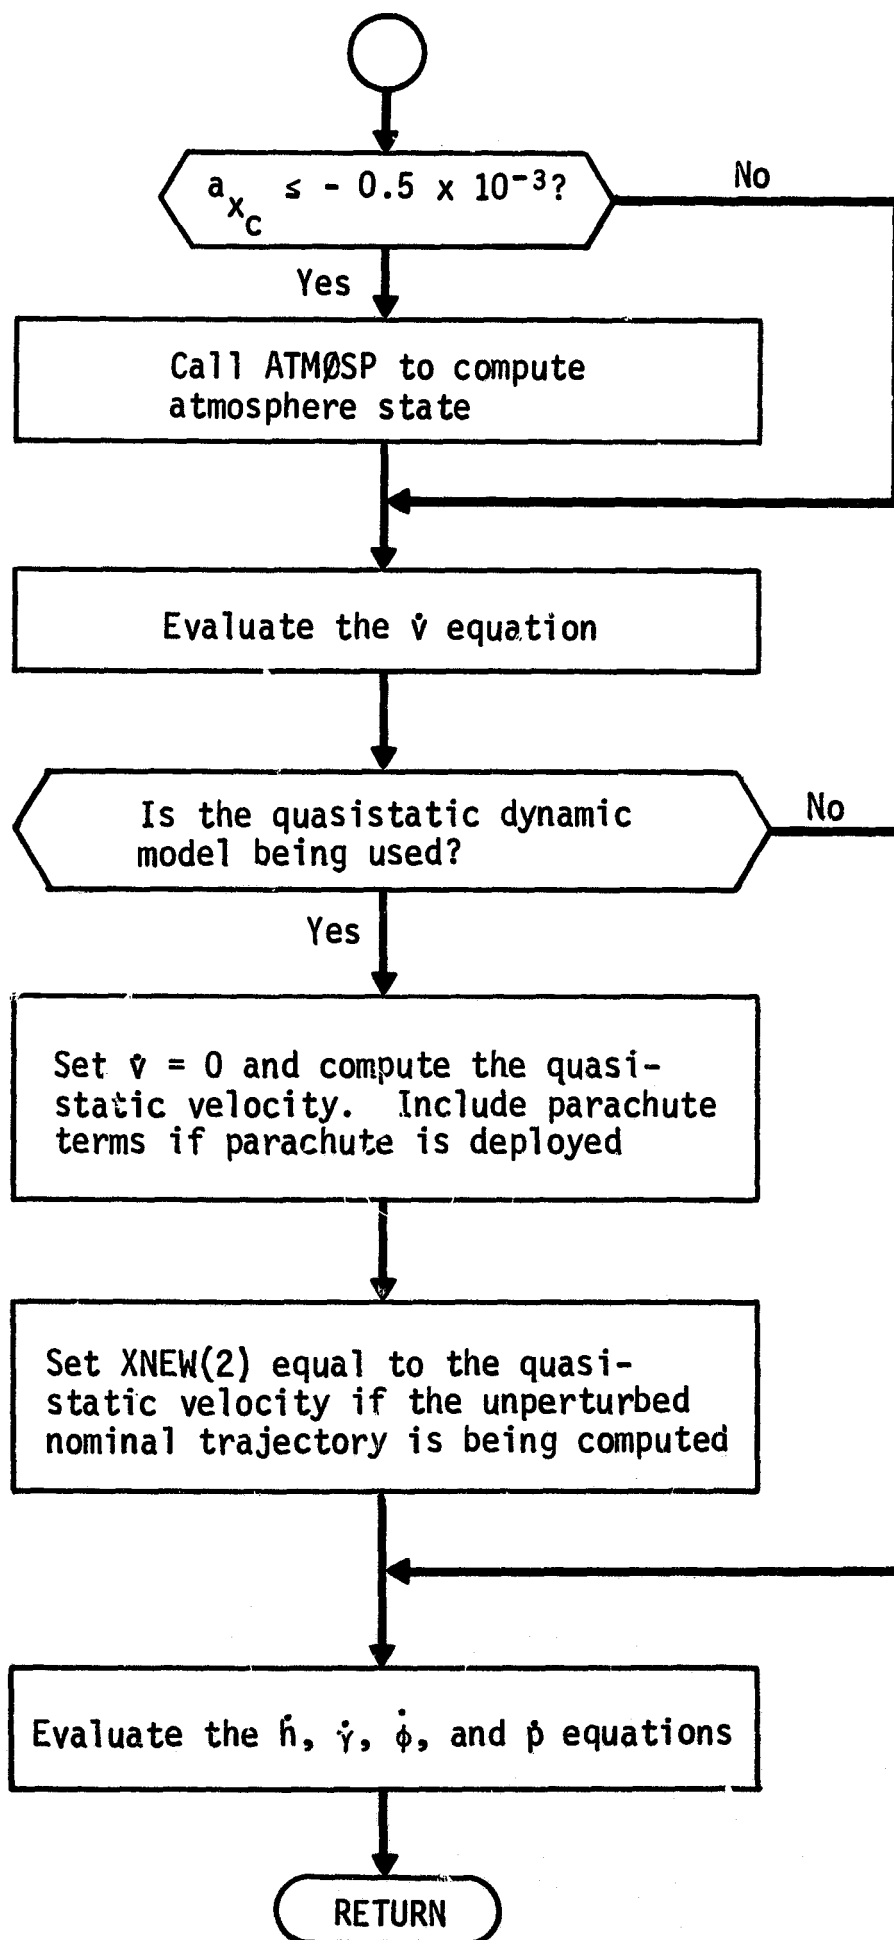 a_{x_c} ≤ - 0.5 x 10⁻³?
No
Yes
Call ATMØSP to compute
atmosphere state
Evaluate the v̇ equation
Is the quasistatic dynamic
model being used?
No
Yes
Set v̇ = 0 and compute the quasi-
static velocity.  Include parachute
terms if parachute is deployed
Set XNEW(2) equal to the quasi-
static velocity if the unperturbed
nominal trajectory is being computed
Evaluate the ḣ, γ̇, ϕ̇, and ṗ equations
RETURN